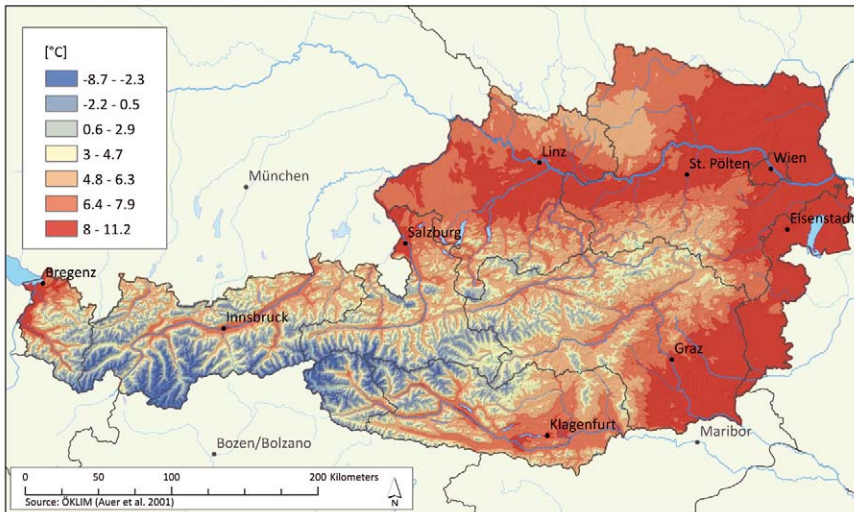 [°C]
-8.7 - -2.3
-2.2 - 0.5
0.6 - 2.9
3 - 4.7
4.8 - 6.3
6.4 - 7.9
8 - 11.2
München
Linz
St. Pölten
Wien
Eisenstadt
Salzburg
Bregenz
Innsbruck
Graz
Klagenfurt
Maribor
Bozen/Bolzano
0 50 100 200 Kilometers
Source: ÖKLIM (Auer et al. 2001)
N